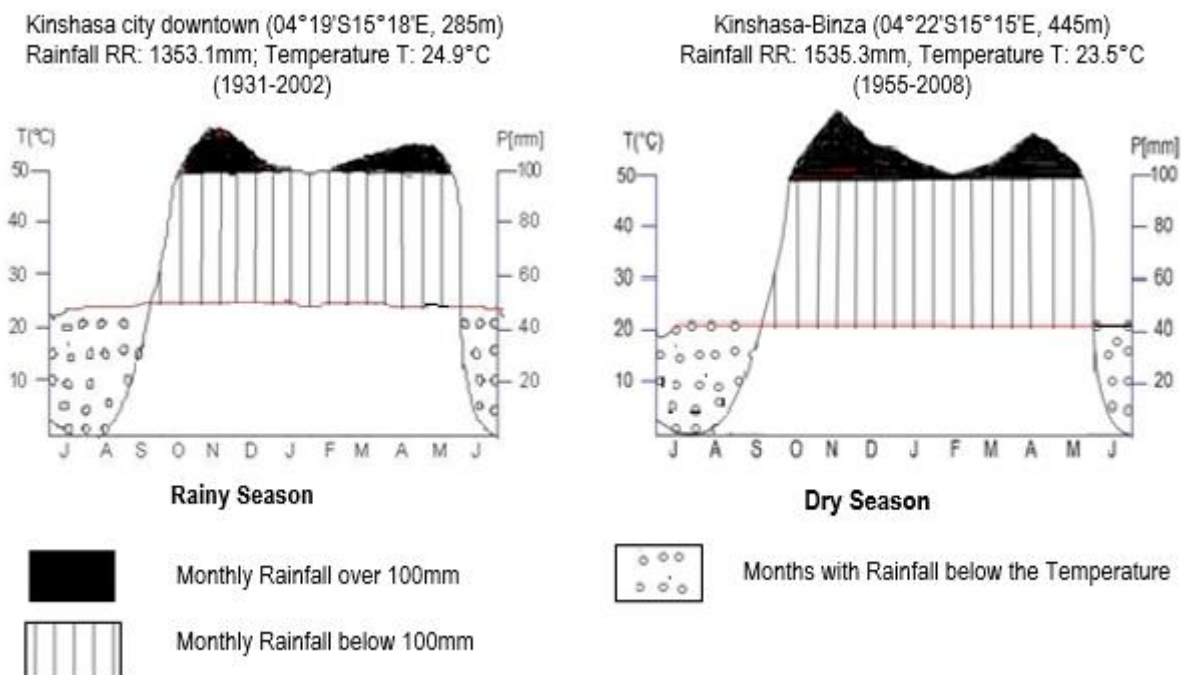 Kinshasa city downtown (04°19'S15°18'E, 285m)
Rainfall RR: 1353.1mm; Temperature T: 24.9°C
(1931-2002)
T(°C)
P[mm]
50
100
40
80
30
60
20
40
10
20
J A S O N D J F M A M J
Rainy Season
Monthly Rainfall over 100mm
Monthly Rainfall below 100mm
Kinshasa-Binza (04°22'S15°15'E, 445m)
Rainfall RR: 1535.3mm, Temperature T: 23.5°C
(1955-2008)
T(°C)
P[mm]
50
100
40
80
30
60
20
40
10
20
J A S O N D J F M A M J
Dry Season
Months with Rainfall below the Temperature